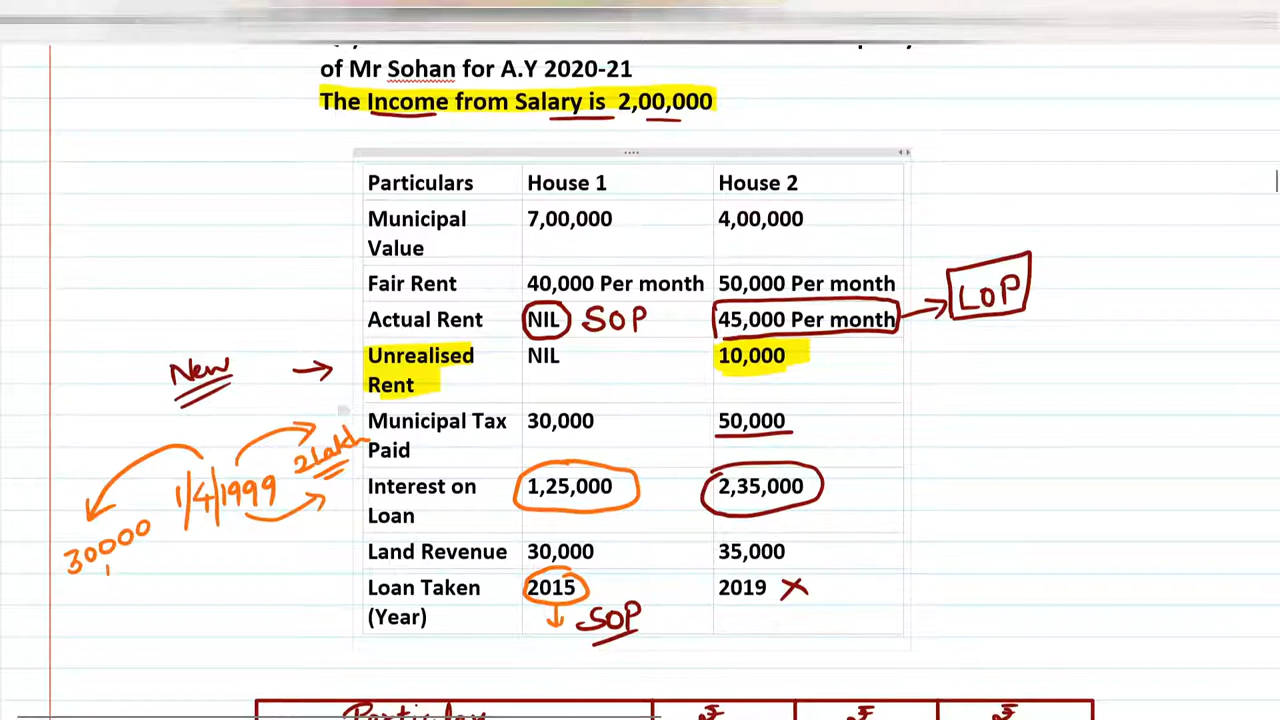 of Mr Sohan for A.Y 2020-21
The Income from Salary is 2,00,000
Particulars House 1 House 2
Municipal Value 7,00,000 4,00,000
Fair Rent 40,000 Per month 50,000 Per month
LOP
Actual Rent NIL SOP 45,000 Per month
New → Unrealised Rent NIL 10,000
Municipal Tax Paid 30,000 50,000
2 Lakh
1/4/1999
Interest on Loan 1,25,000 2,35,000
30000
Land Revenue 30,000 35,000
Loan Taken (Year) 2015 2019 ✗
SOP
Particulars ₹ ₹ ₹